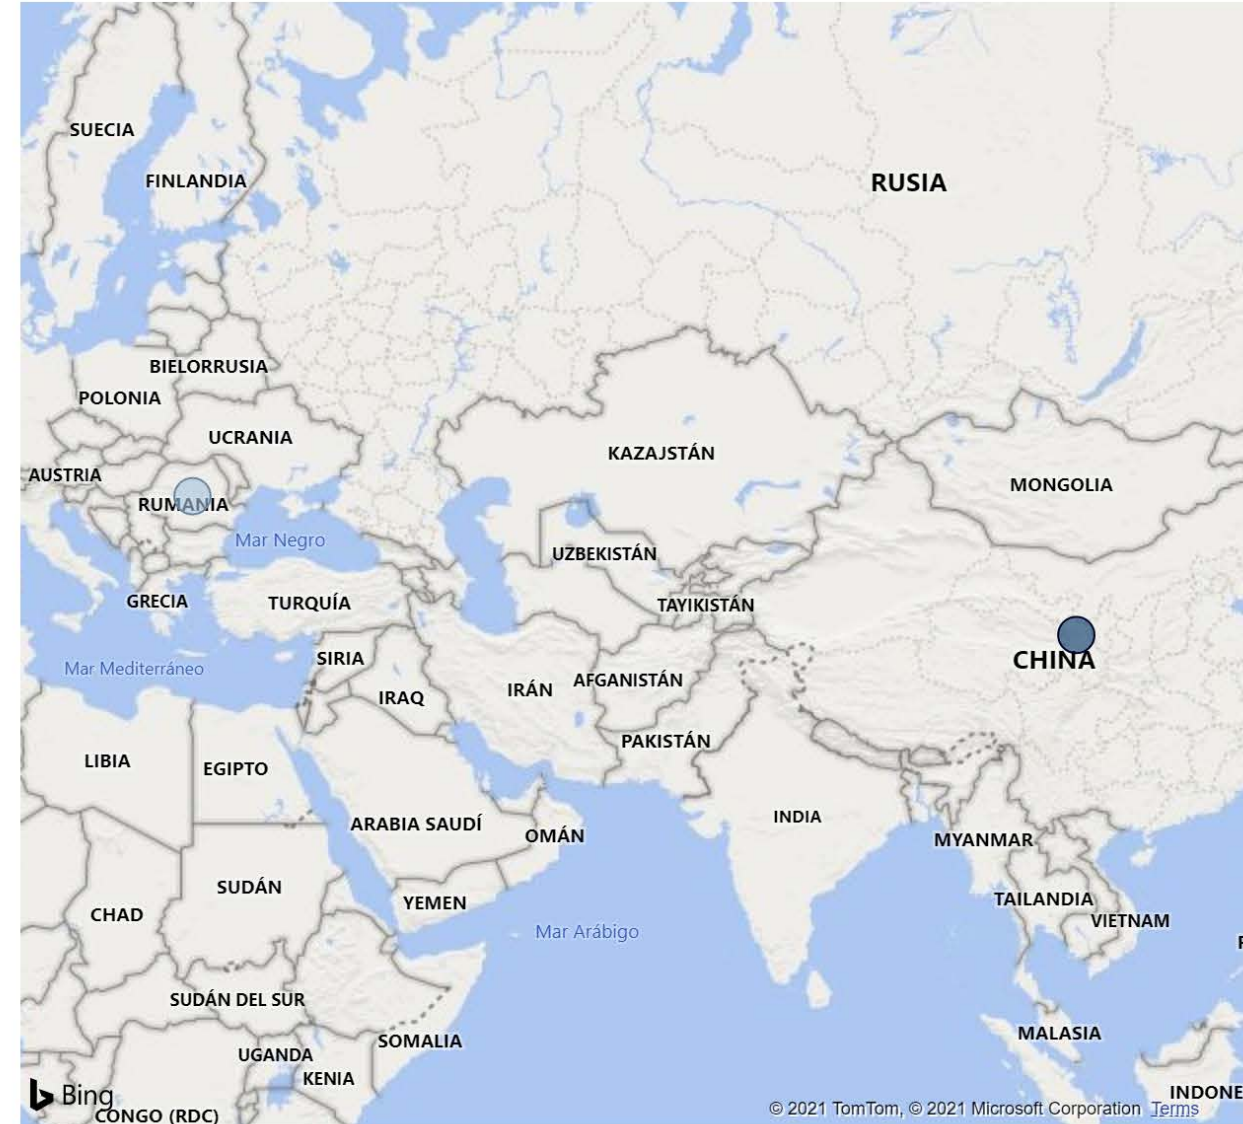 SUECIA
FINLANDIA
RUSIA
BIELORRUSIA
POLONIA
UCRANIA
KAZAJSTÁN
AUSTRIA
MONGOLIA
RUMANIA
Mar Negro
UZBEKISTÁN
GRECIA
TURQUÍA
TAYIKISTÁN
SIRIA
CHINA
Mar Mediterráneo
AFGANISTÁN
IRÁN
IRAQ
PAKISTÁN
LIBIA
EGIPTO
INDIA
ARABIA SAUDÍ
OMÁN
MYANMAR
SUDÁN
TAILANDIA
YEMEN
CHAD
VIETNAM
Mar Arábigo
SUDÁN DEL SUR
MALASIA
SOMALIA
UGANDA
KENIA
INDONE
Bing
CONGO (RDC)
© 2021 TomTom, © 2021 Microsoft Corporation Terms